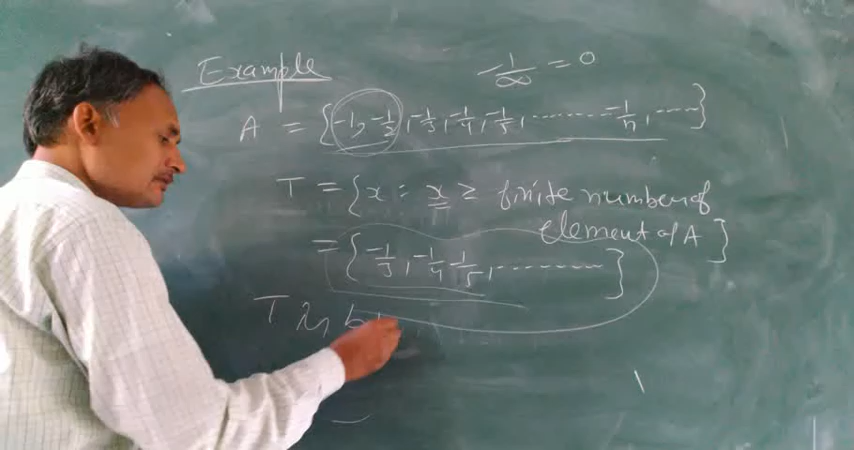 Example
-1/∞ = 0
A = {-1, -1/2, -1/3, -1/4, -1/5, ........ -1/n, ......}
T = {x : x ≥ finite number of
element of A}
= {-1/3, -1/4, -1/5, ..........}
T is b